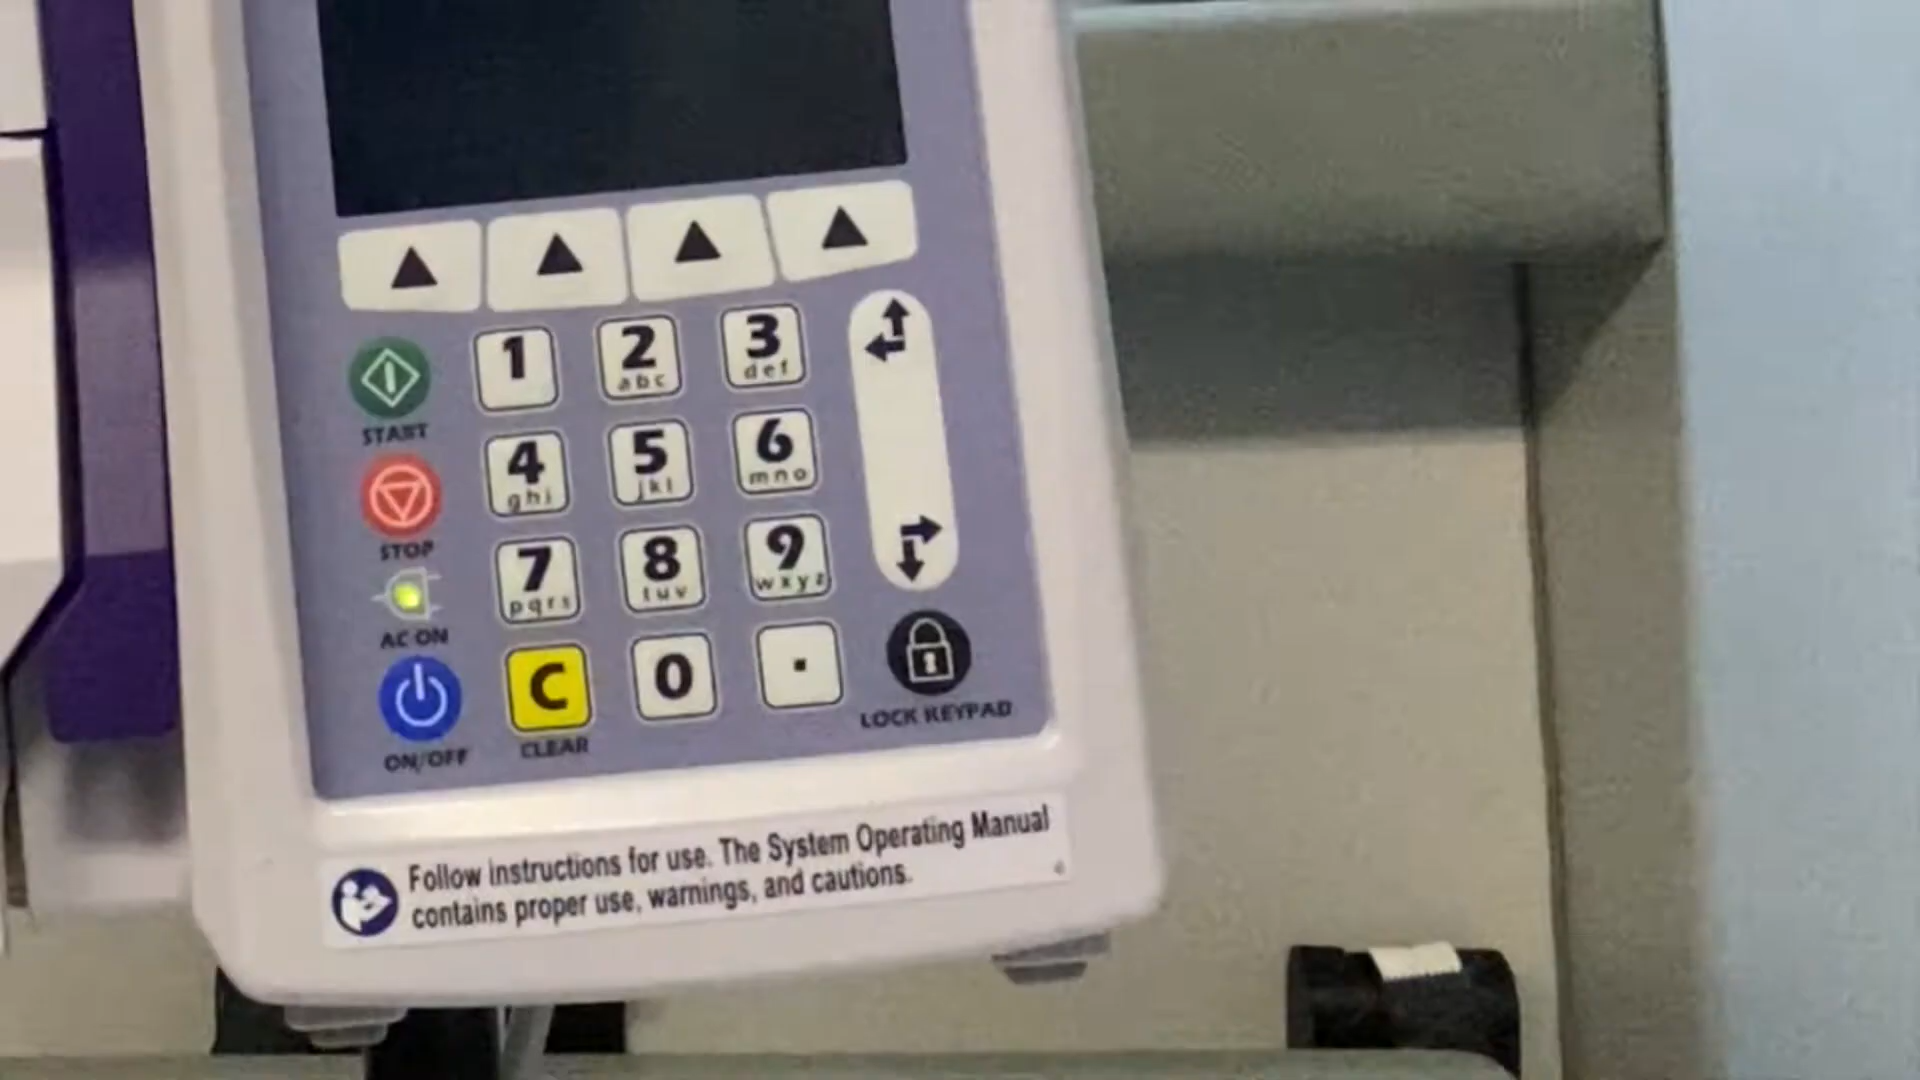 1
2
abc
3
def
START
4
ghi
5
jkl
6
mno
STOP
7
pqrs
8
tuv
9
wxyz
AC ON
C
0
.
ON/OFF
CLEAR
LOCK KEYPAD
Follow instructions for use. The System Operating Manual
contains proper use, warnings, and cautions.